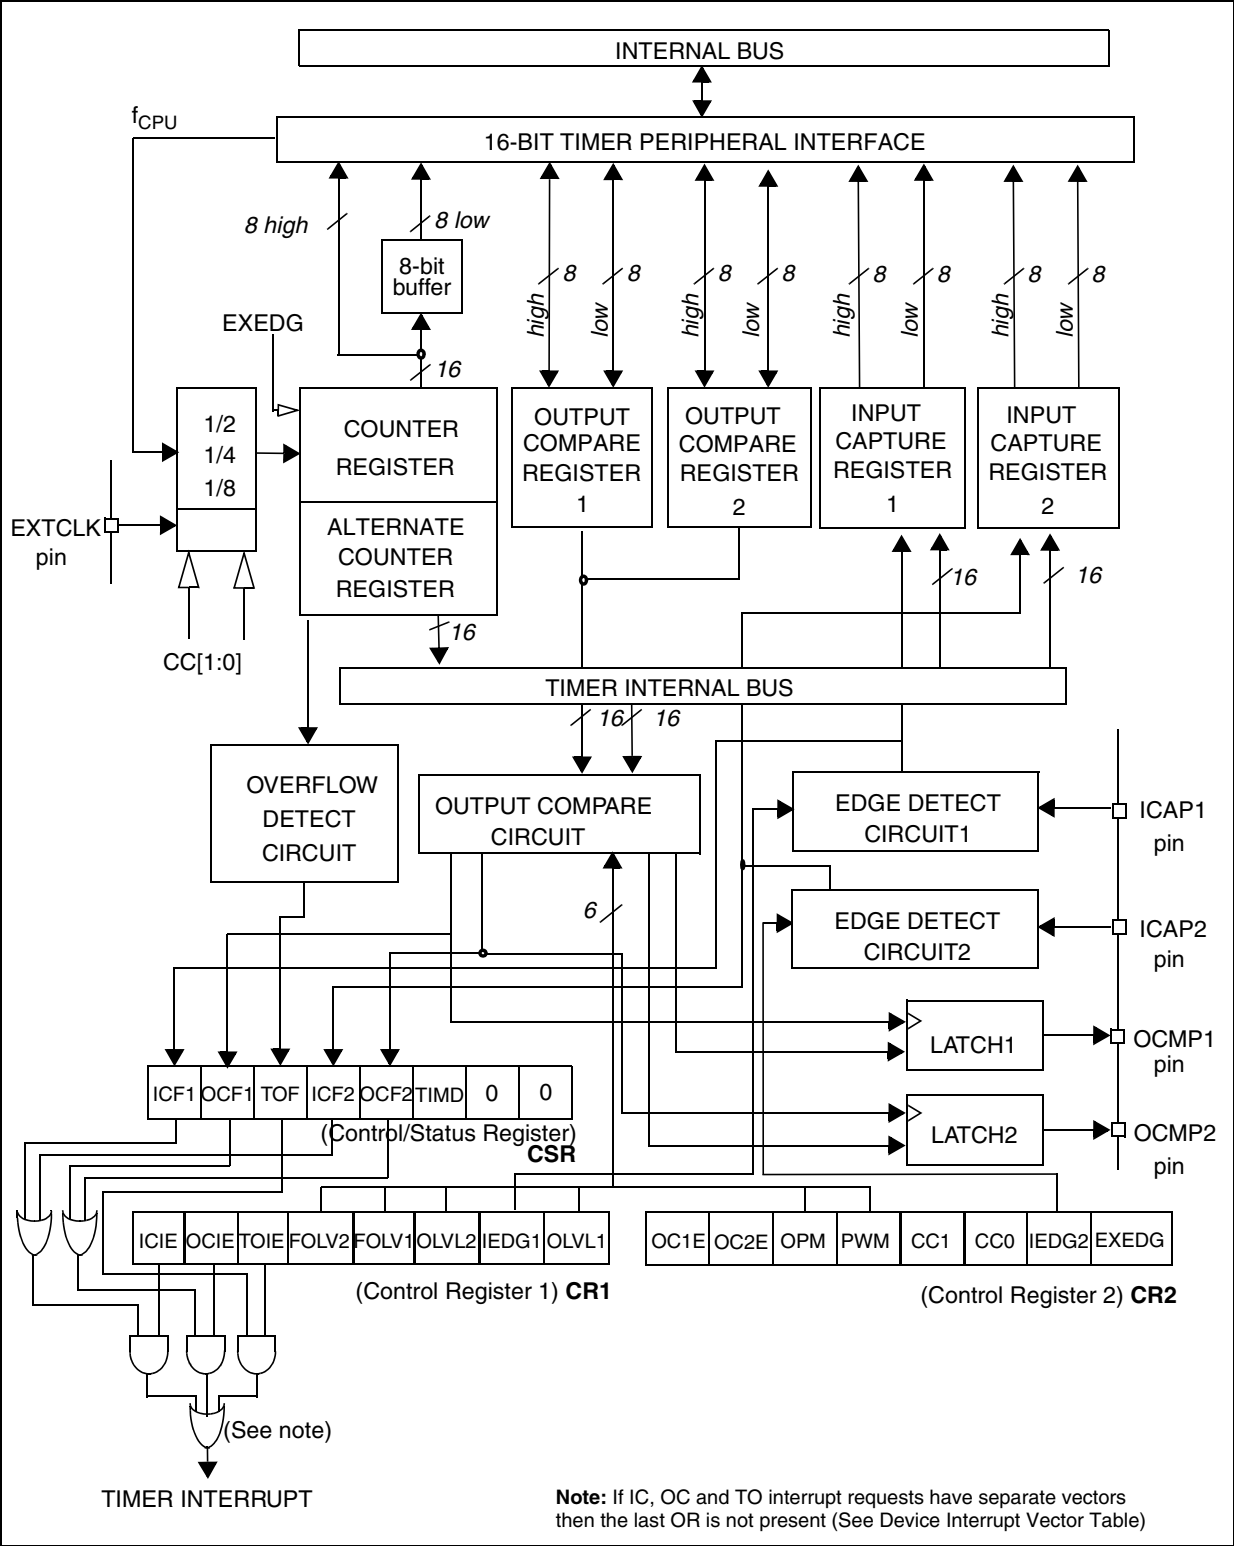 INTERNAL BUS
fCPU
16-BIT TIMER PERIPHERAL INTERFACE
8 high
8 low
8-bit
buffer
high
8
low
8
high
8
low
8
high
8
low
8
high
8
low
8
EXEDG
16
1/2
1/4
1/8
COUNTER
REGISTER
ALTERNATE
COUNTER
REGISTER
OUTPUT
COMPARE
REGISTER
1
OUTPUT
COMPARE
REGISTER
2
INPUT
CAPTURE
REGISTER
1
INPUT
CAPTURE
REGISTER
2
EXTCLK
pin
CC[1:0]
16
16
16
TIMER INTERNAL BUS
16
16
OVERFLOW
DETECT
CIRCUIT
OUTPUT COMPARE
CIRCUIT
EDGE DETECT
CIRCUIT1
ICAP1
pin
6
EDGE DETECT
CIRCUIT2
ICAP2
pin
LATCH1
OCMP1
pin
LATCH2
OCMP2
pin
ICF1 OCF1 TOF ICF2 OCF2 TIMD 0 0
(Control/Status Register)
CSR
ICIE OCIE TOIE FOLV2 FOLV1 OLVL2 IEDG1 OLVL1
(Control Register 1) CR1
OC1E OC2E OPM PWM CC1 CC0 IEDG2 EXEDG
(Control Register 2) CR2
(See note)
TIMER INTERRUPT
Note: If IC, OC and TO interrupt requests have separate vectors
then the last OR is not present (See Device Interrupt Vector Table)